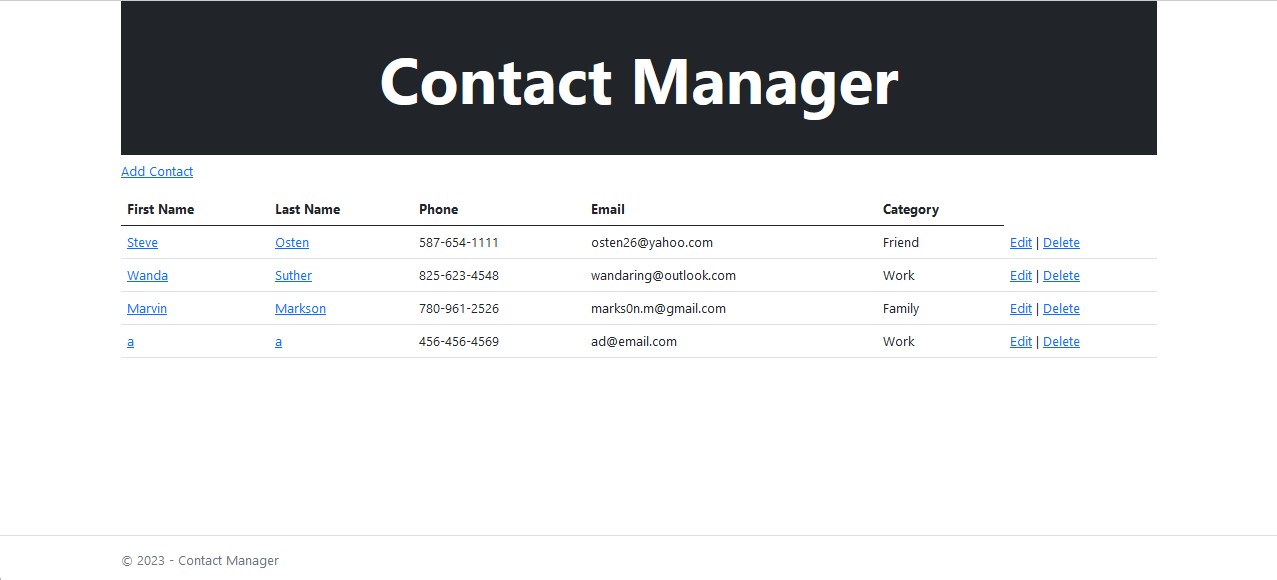 Contact Manager
Add Contact
First Name Last Name Phone Email Category
Steve Osten 587-654-1111 osten26@yahoo.com Friend Edit | Delete
Wanda Suther 825-623-4548 wandaring@outlook.com Work Edit | Delete
Marvin Markson 780-961-2526 marks0n.m@gmail.com Family Edit | Delete
a a 456-456-4569 ad@email.com Work Edit | Delete
© 2023 - Contact Manager